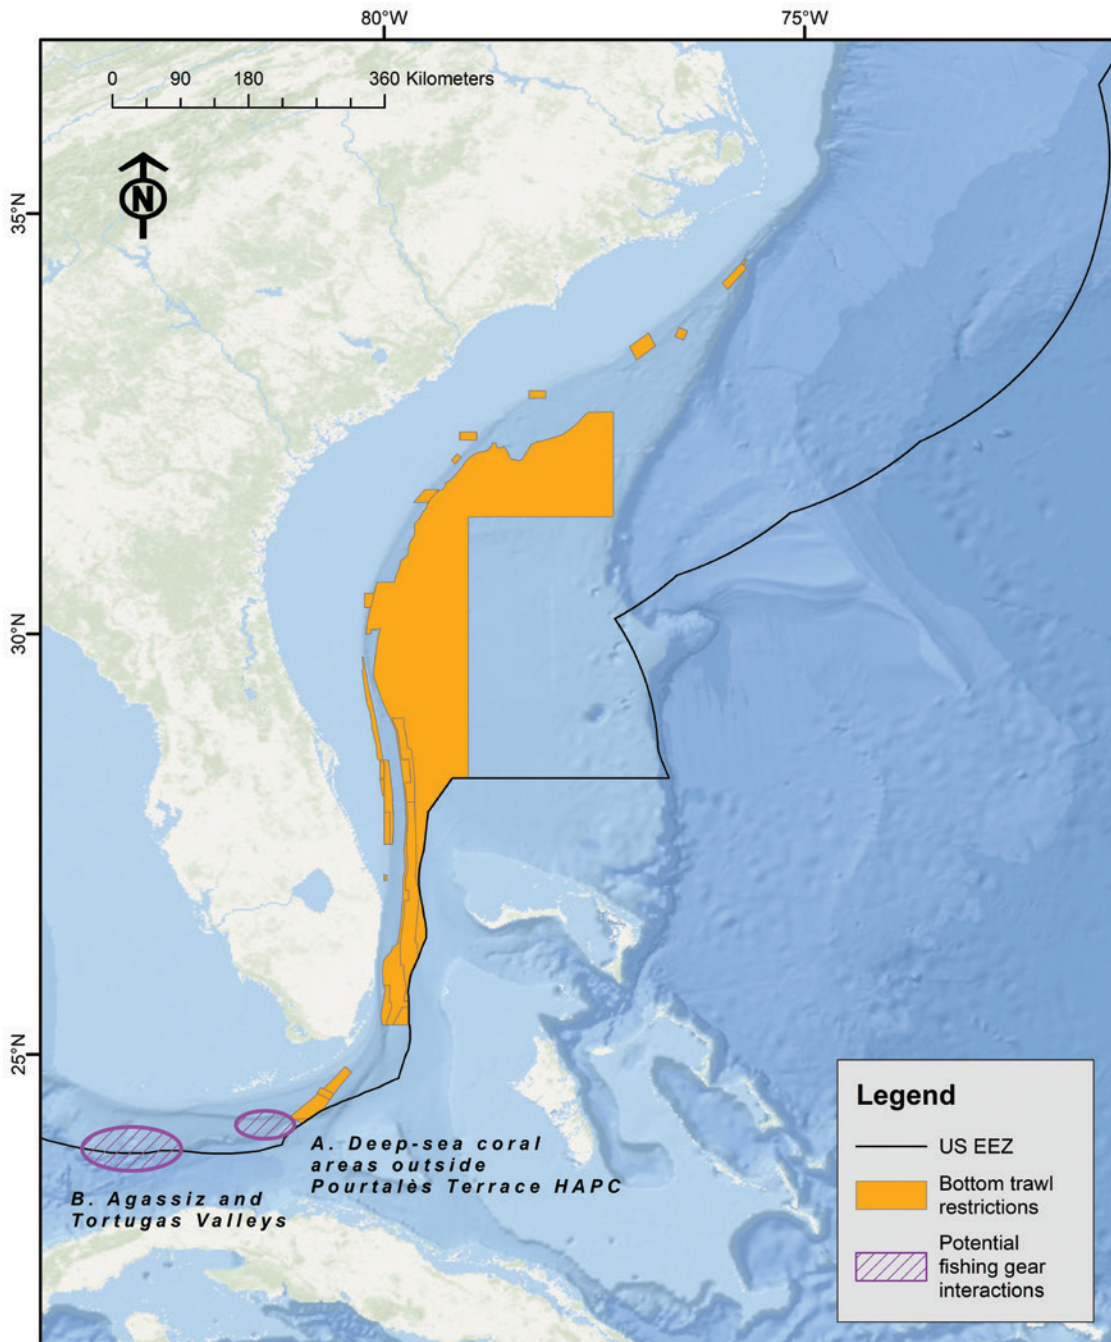 80°W
75°W
0 90 180 360 Kilometers
N
35°N
30°N
25°N
A. Deep-sea coral
areas outside
Pourtalès Terrace HAPC
B. Agassiz and
Tortugas Valleys
Legend
US EEZ
Bottom trawl
restrictions
Potential
fishing gear
interactions